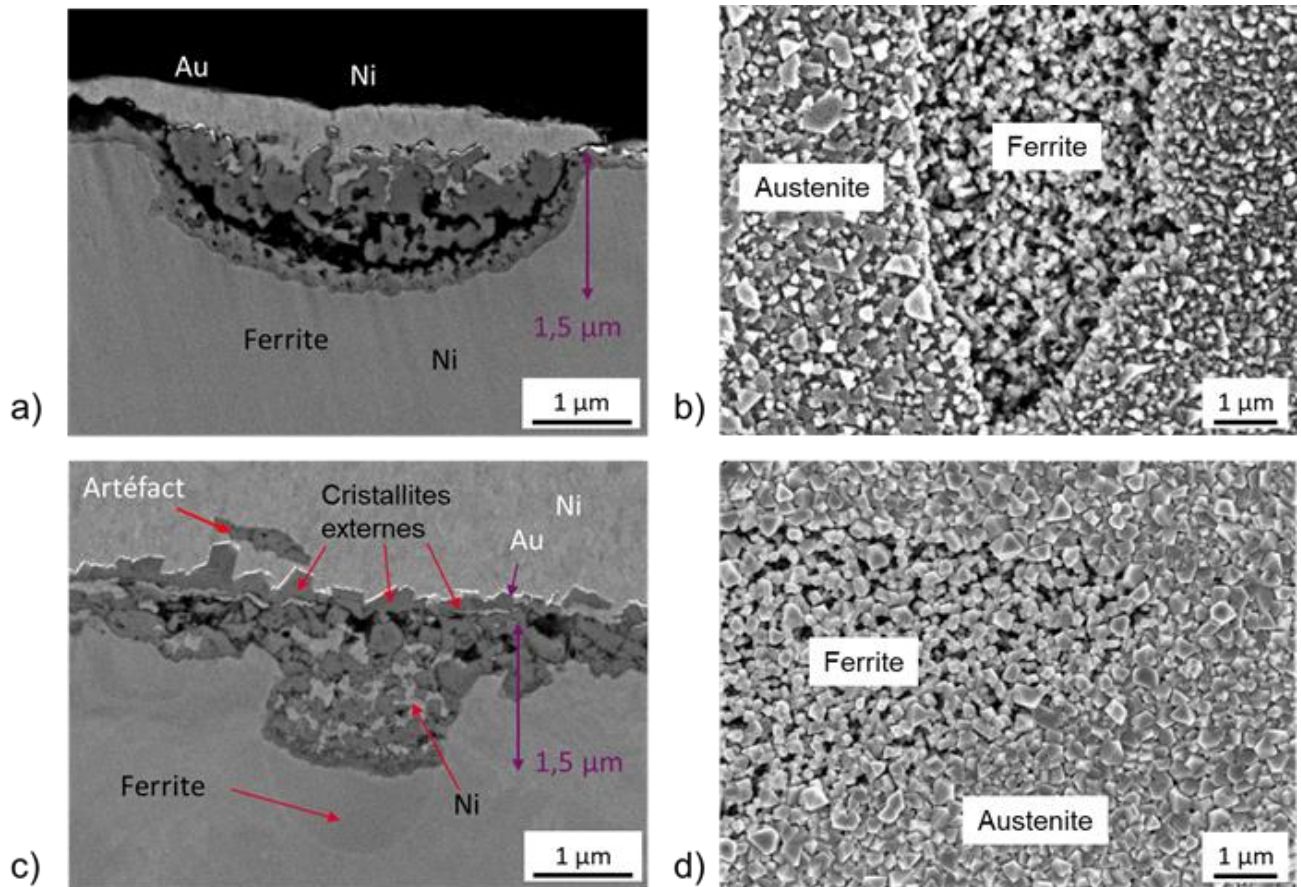 Au
Ni
Ferrite
Ni
1,5 µm
1 µm
a)
Austenite
Ferrite
1 µm
b)
Artéfact
Cristallites
externes
Ni
Au
Ferrite
Ni
1,5 µm
1 µm
c)
Ferrite
Austenite
1 µm
d)